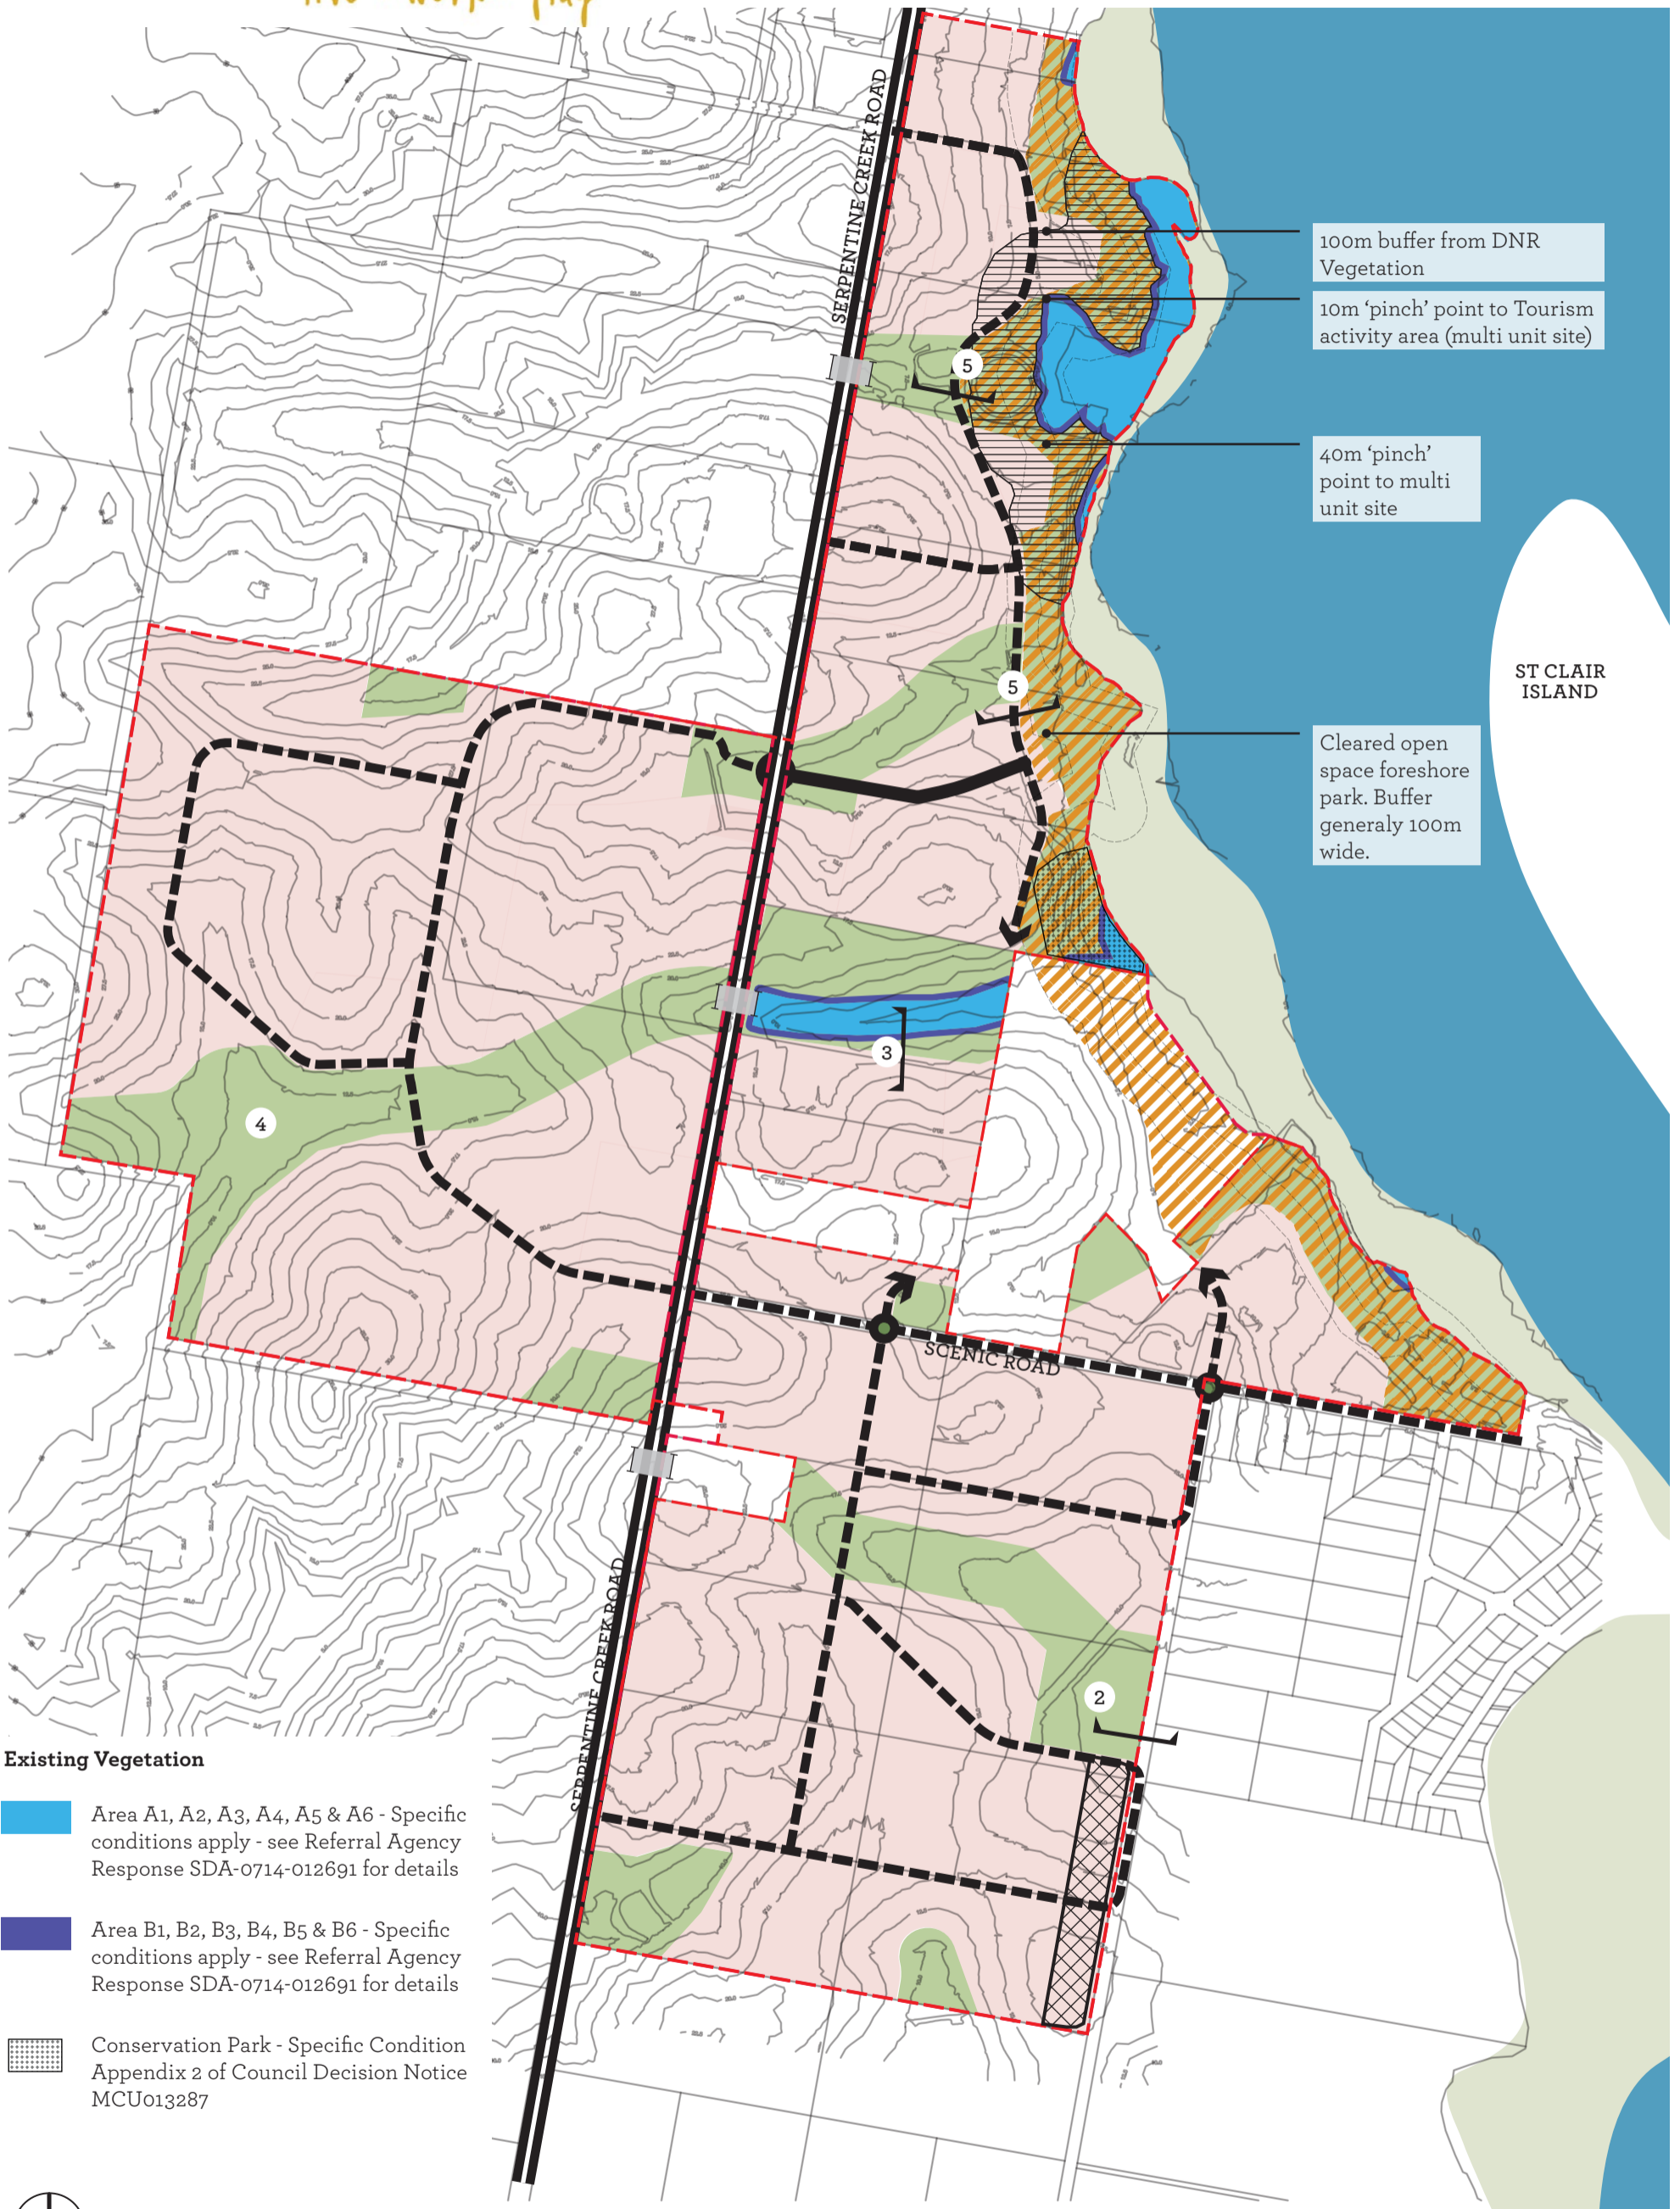 SERPENTINE CREEK ROAD
100m buffer from DNR
Vegetation
10m ‘pinch’ point to Tourism
activity area (multi unit site)
5
40m ‘pinch’
point to multi
unit site
ST CLAIR
ISLAND
5
Cleared open
space foreshore
park. Buffer
generaly 100m
wide.
3
4
SCENIC ROAD
SERPENTINE CREEK ROAD
2
Existing Vegetation
Area A1, A2, A3, A4, A5 & A6 - Specific
conditions apply - see Referral Agency
Response SDA-0714-012691 for details
Area B1, B2, B3, B4, B5 & B6 - Specific
conditions apply - see Referral Agency
Response SDA-0714-012691 for details
Conservation Park - Specific Condition
Appendix 2 of Council Decision Notice
MCU013287